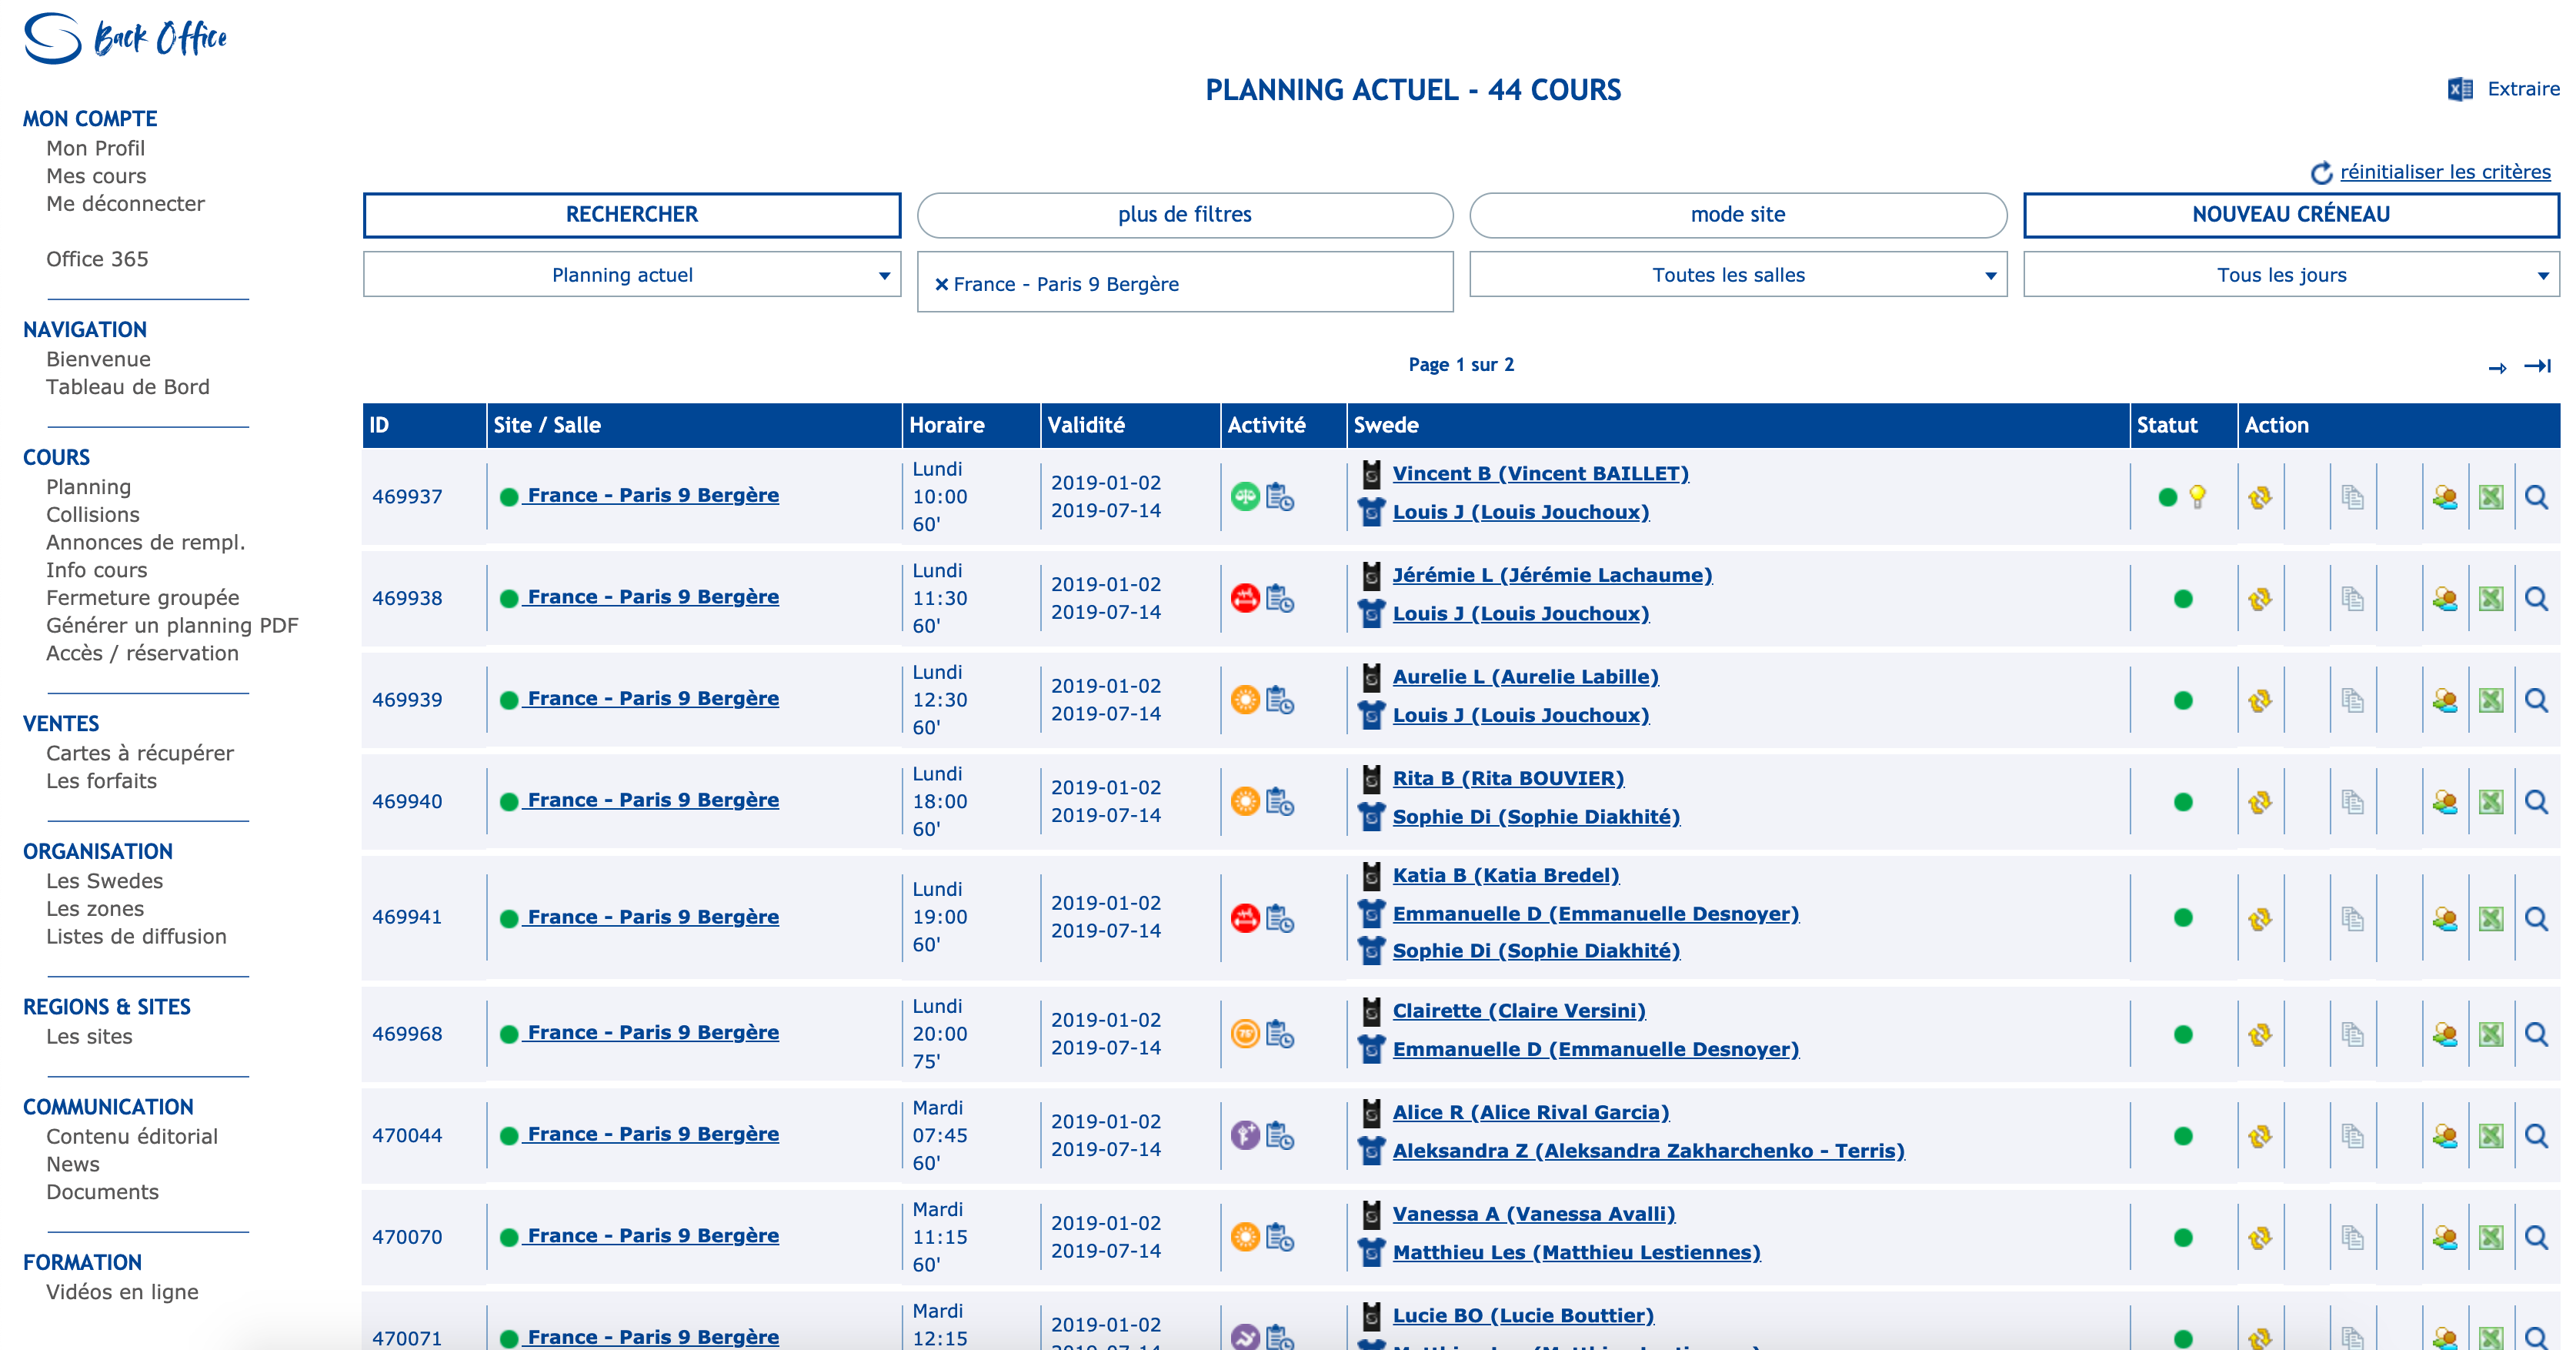 Back Office
PLANNING ACTUEL - 44 COURS
Extraire
réinitialiser les critères
MON COMPTE
Mon Profil
Mes cours
Me déconnecter
Office 365
NAVIGATION
Bienvenue
Tableau de Bord
COURS
Planning
Collisions
Annonces de rempl.
Info cours
Fermeture groupée
Générer un planning PDF
Accès / réservation
VENTES
Cartes à récupérer
Les forfaits
ORGANISATION
Les Swedes
Les zones
Listes de diffusion
REGIONS & SITES
Les sites
COMMUNICATION
Contenu éditorial
News
Documents
FORMATION
Vidéos en ligne
RECHERCHER plus de filtres mode site NOUVEAU CRÉNEAU
Planning actuel × France - Paris 9 Bergère Toutes les salles Tous les jours
Page 1 sur 2
ID Site / Salle Horaire Validité Activité Swede Statut Action
469937 France - Paris 9 Bergère
Lundi
10:00
60'
2019-01-02
2019-07-14
Vincent B (Vincent BAILLET)
Louis J (Louis Jouchoux)
469938 France - Paris 9 Bergère
Lundi
11:30
60'
2019-01-02
2019-07-14
Jérémie L (Jérémie Lachaume)
Louis J (Louis Jouchoux)
469939 France - Paris 9 Bergère
Lundi
12:30
60'
2019-01-02
2019-07-14
Aurelie L (Aurelie Labille)
Louis J (Louis Jouchoux)
469940 France - Paris 9 Bergère
Lundi
18:00
60'
2019-01-02
2019-07-14
Rita B (Rita BOUVIER)
Sophie Di (Sophie Diakhité)
469941 France - Paris 9 Bergère
Lundi
19:00
60'
2019-01-02
2019-07-14
Katia B (Katia Bredel)
Emmanuelle D (Emmanuelle Desnoyer)
Sophie Di (Sophie Diakhité)
469968 France - Paris 9 Bergère
Lundi
20:00
75'
2019-01-02
2019-07-14
75'
Clairette (Claire Versini)
Emmanuelle D (Emmanuelle Desnoyer)
470044 France - Paris 9 Bergère
Mardi
07:45
60'
2019-01-02
2019-07-14
Alice R (Alice Rival Garcia)
Aleksandra Z (Aleksandra Zakharchenko - Terris)
470070 France - Paris 9 Bergère
Mardi
11:15
60'
2019-01-02
2019-07-14
Vanessa A (Vanessa Avalli)
Matthieu Les (Matthieu Lestiennes)
470071 France - Paris 9 Bergère
Mardi
12:15
2019-01-02
Lucie BO (Lucie Bouttier)